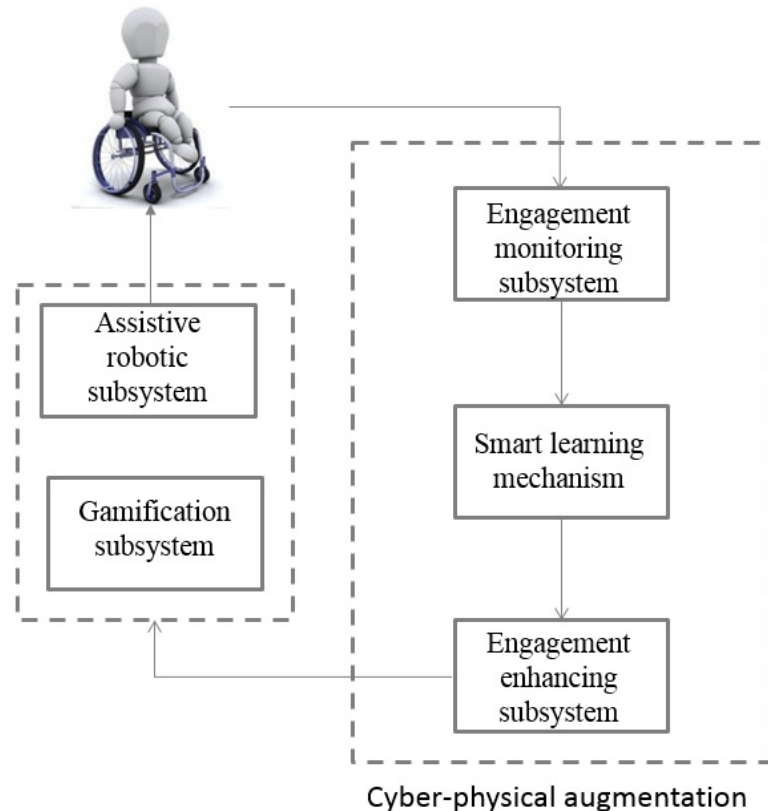 Engagement
monitoring
subsystem
Assistive
robotic
subsystem
Smart learning
mechanism
Gamification
subsystem
Engagement
enhancing
subsystem
Cyber-physical augmentation